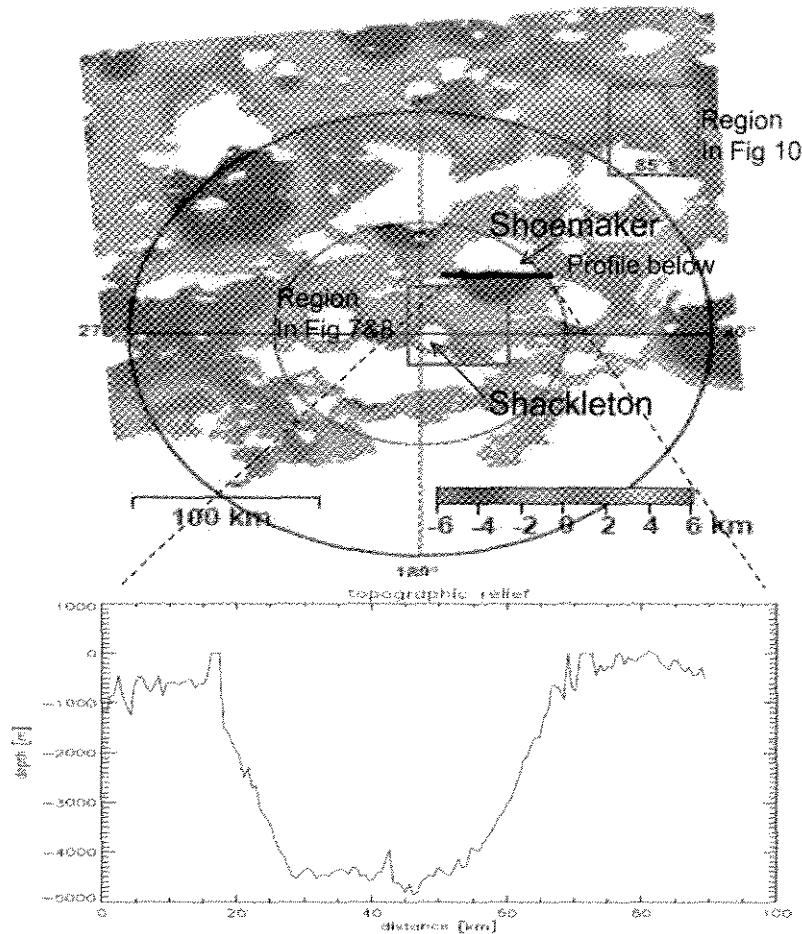 Region
In Fig 10
85°
Shoemaker
Profile below
Region
In Fig 7&8
270
Shackleton
100 km
-6 -4 -2 0 2 4 6 km
180°
topographic relief
1000
0
-1000
-2000
-3000
-4000
-5000
0 20 40 60 80 100
distance [km]